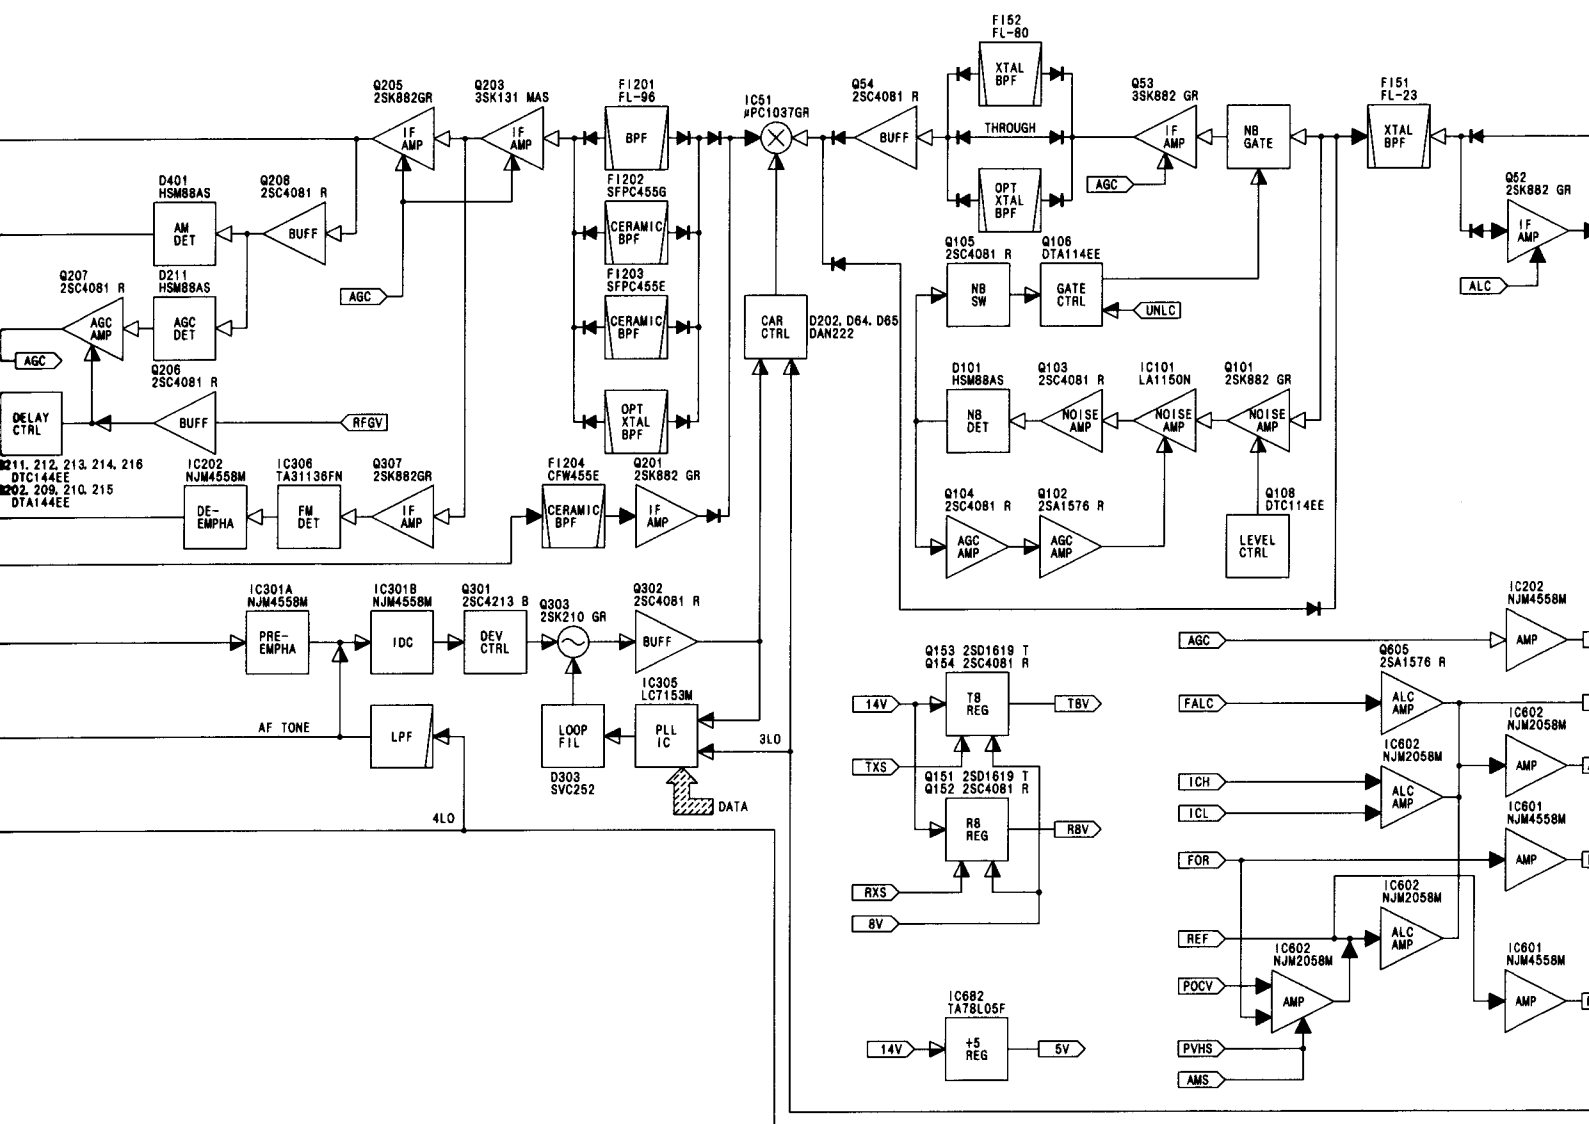 FI52
FL-80
XTAL
BPF
THROUGH
OPT
XTAL
BPF
Q205
2SK882GR
IF
AMP
Q203
3SK131 MAS
IF
AMP
FI201
FL-96
BPF
FI202
SFPC455G
CERAMIC
BPF
FI203
SFPC455E
CERAMIC
BPF
OPT
XTAL
BPF
IC51
μPC1037GR
Q54
2SC4081 R
BUFF
Q53
3SK882 GR
IF
AMP
AGC
NB
GATE
FI51
FL-23
XTAL
BPF
Q52
2SK882 GR
IF
AMP
ALC
D401
HSM88AS
AM
DET
Q208
2SC4081 R
BUFF
AGC
Q207
2SC4081 R
AGC
AMP
D211
HSM88AS
AGC
DET
AGC
Q206
2SC4081 R
BUFF
RFGV
DELAY
CTRL
Q211, 212, 213, 214, 216
DTC144EE
Q202, 209, 210, 215
DTA144EE
CAR
CTRL
D202, D64, D65
DAN222
Q105
2SC4081 R
NB
SW
Q106
DTA114EE
GATE
CTRL
UNLC
D101
HSM88AS
NB
DET
Q103
2SC4081 R
NOISE
AMP
IC101
LA1150N
NOISE
AMP
Q101
2SK882 GR
NOISE
AMP
Q104
2SC4081 R
AGC
AMP
Q102
2SA1576 R
AGC
AMP
Q108
DTC114EE
LEVEL
CTRL
IC202
NJM4558M
DE-
EMPHA
IC306
TA31136FN
FM
DET
Q307
2SK882GR
IF
AMP
FI204
CFW455E
CERAMIC
BPF
Q201
2SK882 GR
IF
AMP
IC301A
NJM4558M
PRE-
EMPHA
IC301B
NJM4558M
IDC
Q301
2SC4213 B
DEV
CTRL
Q303
2SK210 GR
Q302
2SC4081 R
BUFF
AF TONE
LPF
LOOP
FIL
D303
SVC252
IC305
LC7153M
PLL
IC
3LO
DATA
4LO
Q153 2SD1619 T
Q154 2SC4081 R
14V
T8
REG
T8V
TXS
Q151 2SD1619 T
Q152 2SC4081 R
R8
REG
R8V
RXS
8V
IC682
TA78L05F
14V
+5
REG
5V
IC202
NJM4558M
AGC
AMP
Q605
2SA1576 R
FALC
ALC
AMP
IC602
NJM2058M
AMP
IC602
NJM2058M
ICH
ICL
ALC
AMP
IC601
NJM4558M
FOR
AMP
IC602
NJM2058M
REF
ALC
AMP
IC602
NJM2058M
POCV
AMP
IC601
NJM4558M
AMP
PVHS
AMS